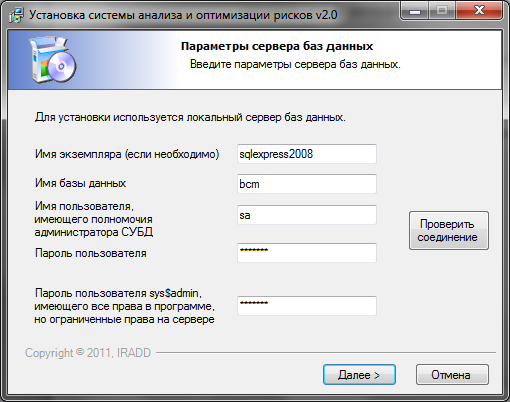 Установка системы анализа и оптимизации рисков v2.0
Параметры сервера баз данных
Введите параметры сервера баз данных.
Для установки используется локальный сервер баз данных.
Имя экземпляра (если необходимо)
sqlexpress2008
Имя базы данных
bcm
Имя пользователя,
имеющего полномочия
администратора СУБД
sa
Проверить
соединение
Пароль пользователя
*******
Пароль пользователя sys$admin,
имеющего все права в программе,
но ограниченные права на сервере
*******
Copyright © 2011, IRADD
Далее >
Отмена